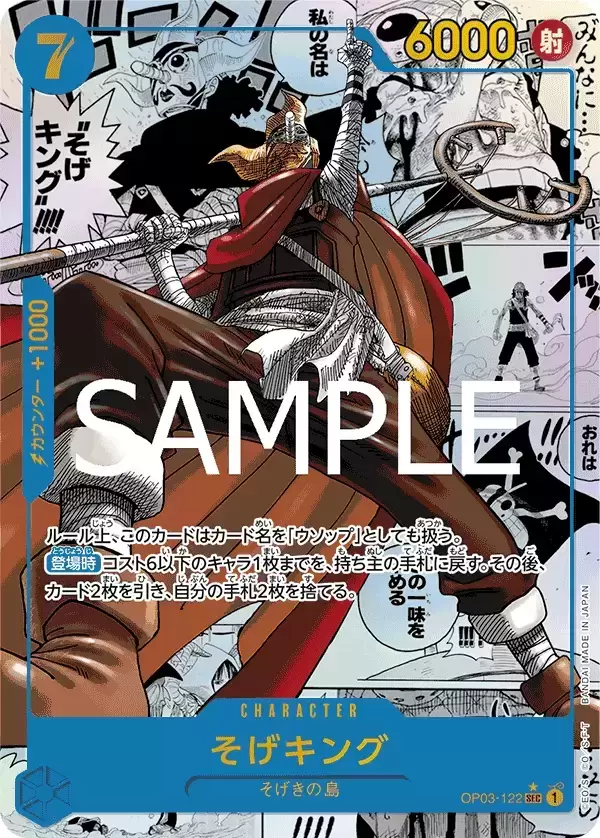 7
6000
射
私の名は
"そげ
キング"!!!!
みんなに…
カウンター +1000
おれは
SAMPLE
ルール上、このカードはカード名を「ウソップ」としても扱う。
登場時 コスト6以下のキャラ1枚までを、持ち主の手札に戻す。その後、
カード2枚を引き、自分の手札2枚を捨てる。
の一味を
める
!!!
CHARACTER
そげキング
そげきの島
OP03-122 SEC 1
BANDAI MADE IN JAPAN